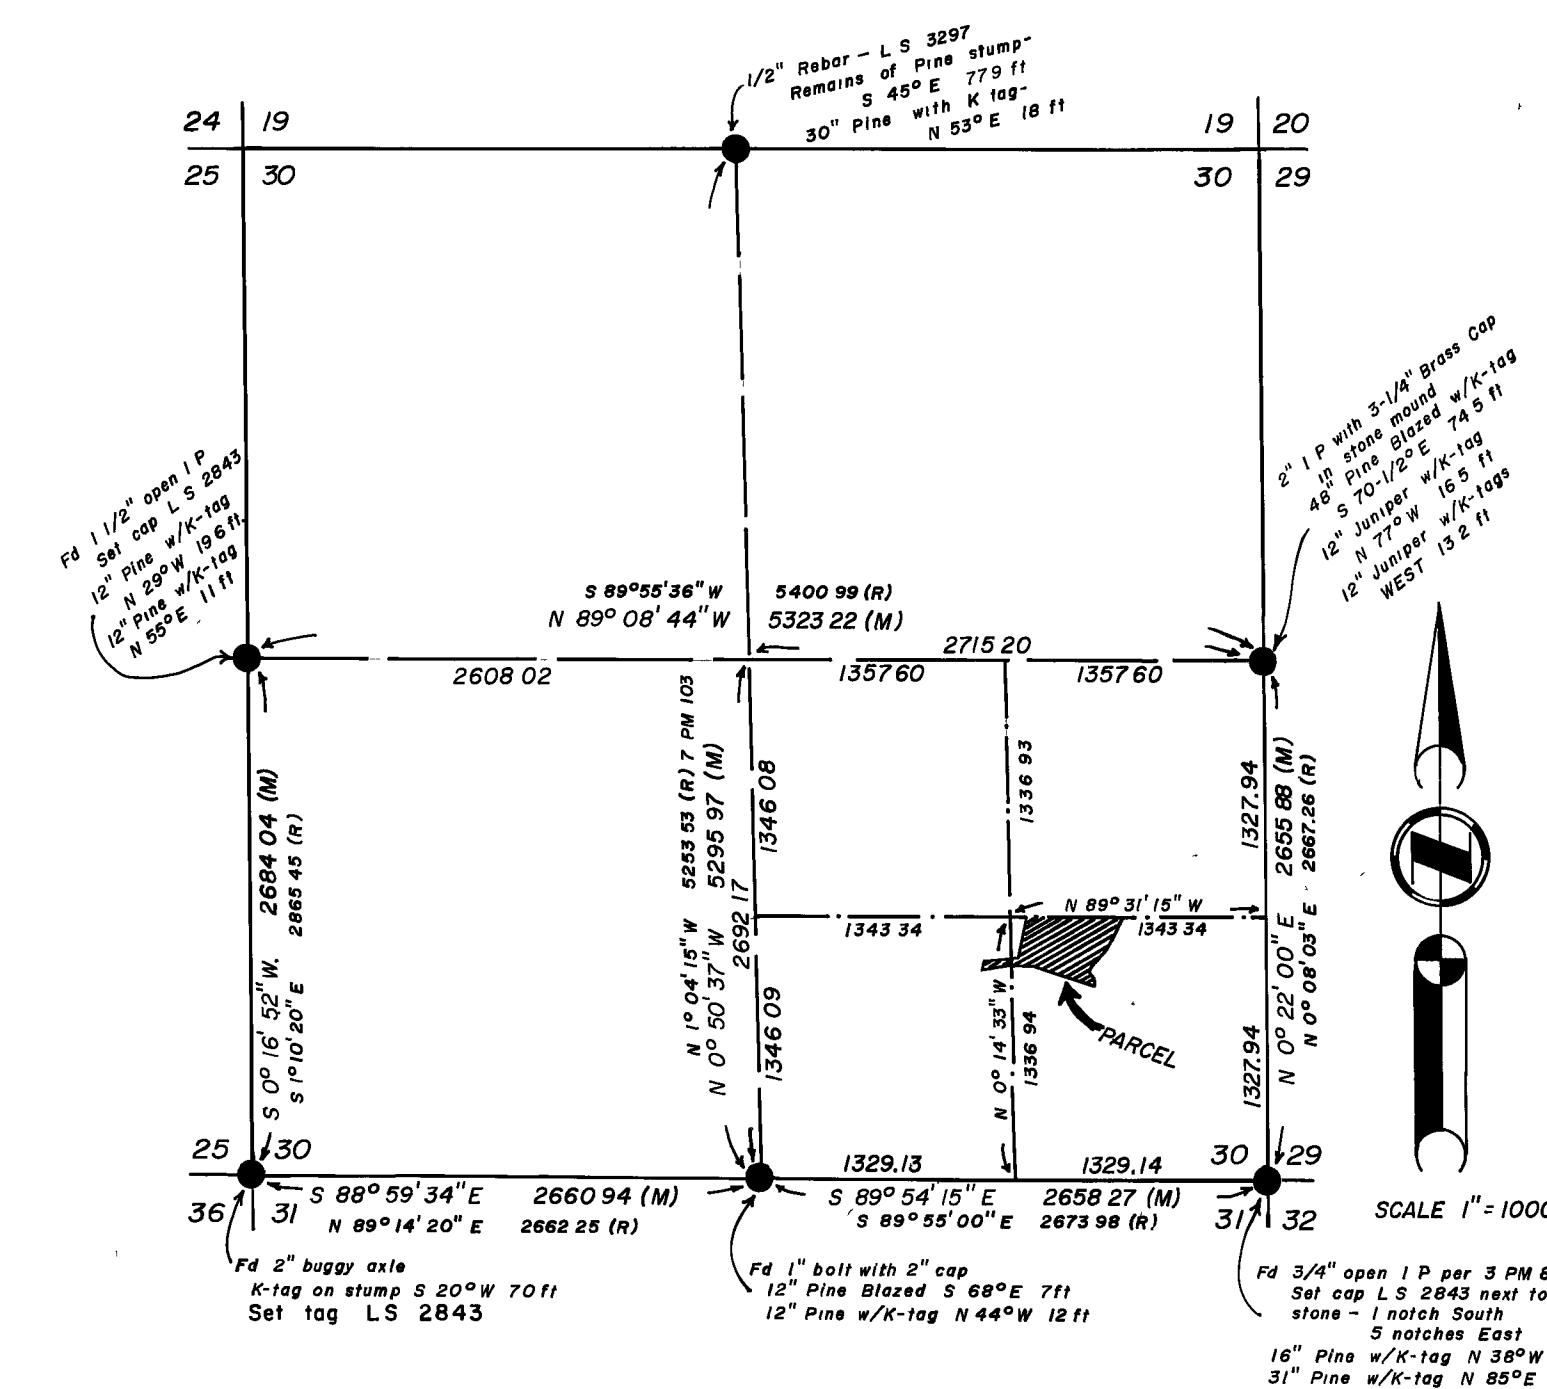 1/2" Rebar - L S 3297
Remains of Pine stump-
S 45° E 779 ft
30" Pine with K tag-
N 53° E 18 ft
24 19
25 30
19 20
30 29
2" I P with 3-1/4" Brass Cap
in stone mound
48" Pine Blazed w/K-tag
S 70-1/2° E 74 5 ft
12" Juniper w/K-tag
N 77° W 16 5 ft
12" Juniper w/K-tags
WEST 13 2 ft
Fd 1 1/2" open I P
Set cap L S 2843
12" Pine w/K-tag
N 29° W 19 6 ft.
12" Pine w/K-tag
N 55° E 11 ft
S 89°55'36" W 5400 99 (R)
N 89° 08' 44" W 5323 22 (M)
2715 20
2608 02
1357 60
1357 60
N 1° 04' 15" W 5253 53 (R) 7 PM 103
N 0° 50' 37" W 5295 97 (M)
2692 17
1346 08
1346 09
1336 93
1327.94
N 0° 22' 00" E 2655 88 (M)
N 0° 08' 03" E 2667.26 (R)
1327.94
S 0° 16' 52" W. 2684 04 (M)
S 1° 10' 20" E 2865 45 (R)
N 89° 31' 15" W
1343 34
1343 34
N 0° 14' 33" W
1336 94
PARCEL
25 30
36 31
1329.13
1329.14
30 29
31 32
S 88° 59' 34" E 2660 94 (M)
N 89° 14' 20" E 2662 25 (R)
S 89° 54' 15" E 2658 27 (M)
S 89° 55' 00" E 2673 98 (R)
SCALE 1" = 1000
Fd 2" buggy axle
K-tag on stump S 20° W 70 ft
Set tag LS 2843
Fd 1" bolt with 2" cap
12" Pine Blazed S 68° E 7ft
12" Pine w/K-tag N 44° W 12 ft
Fd 3/4" open I P per 3 PM
Set cap L S 2843 next to
stone - 1 notch South
5 notches East
16" Pine w/K-tag N 38° W
31" Pine w/K-tag N 85° E